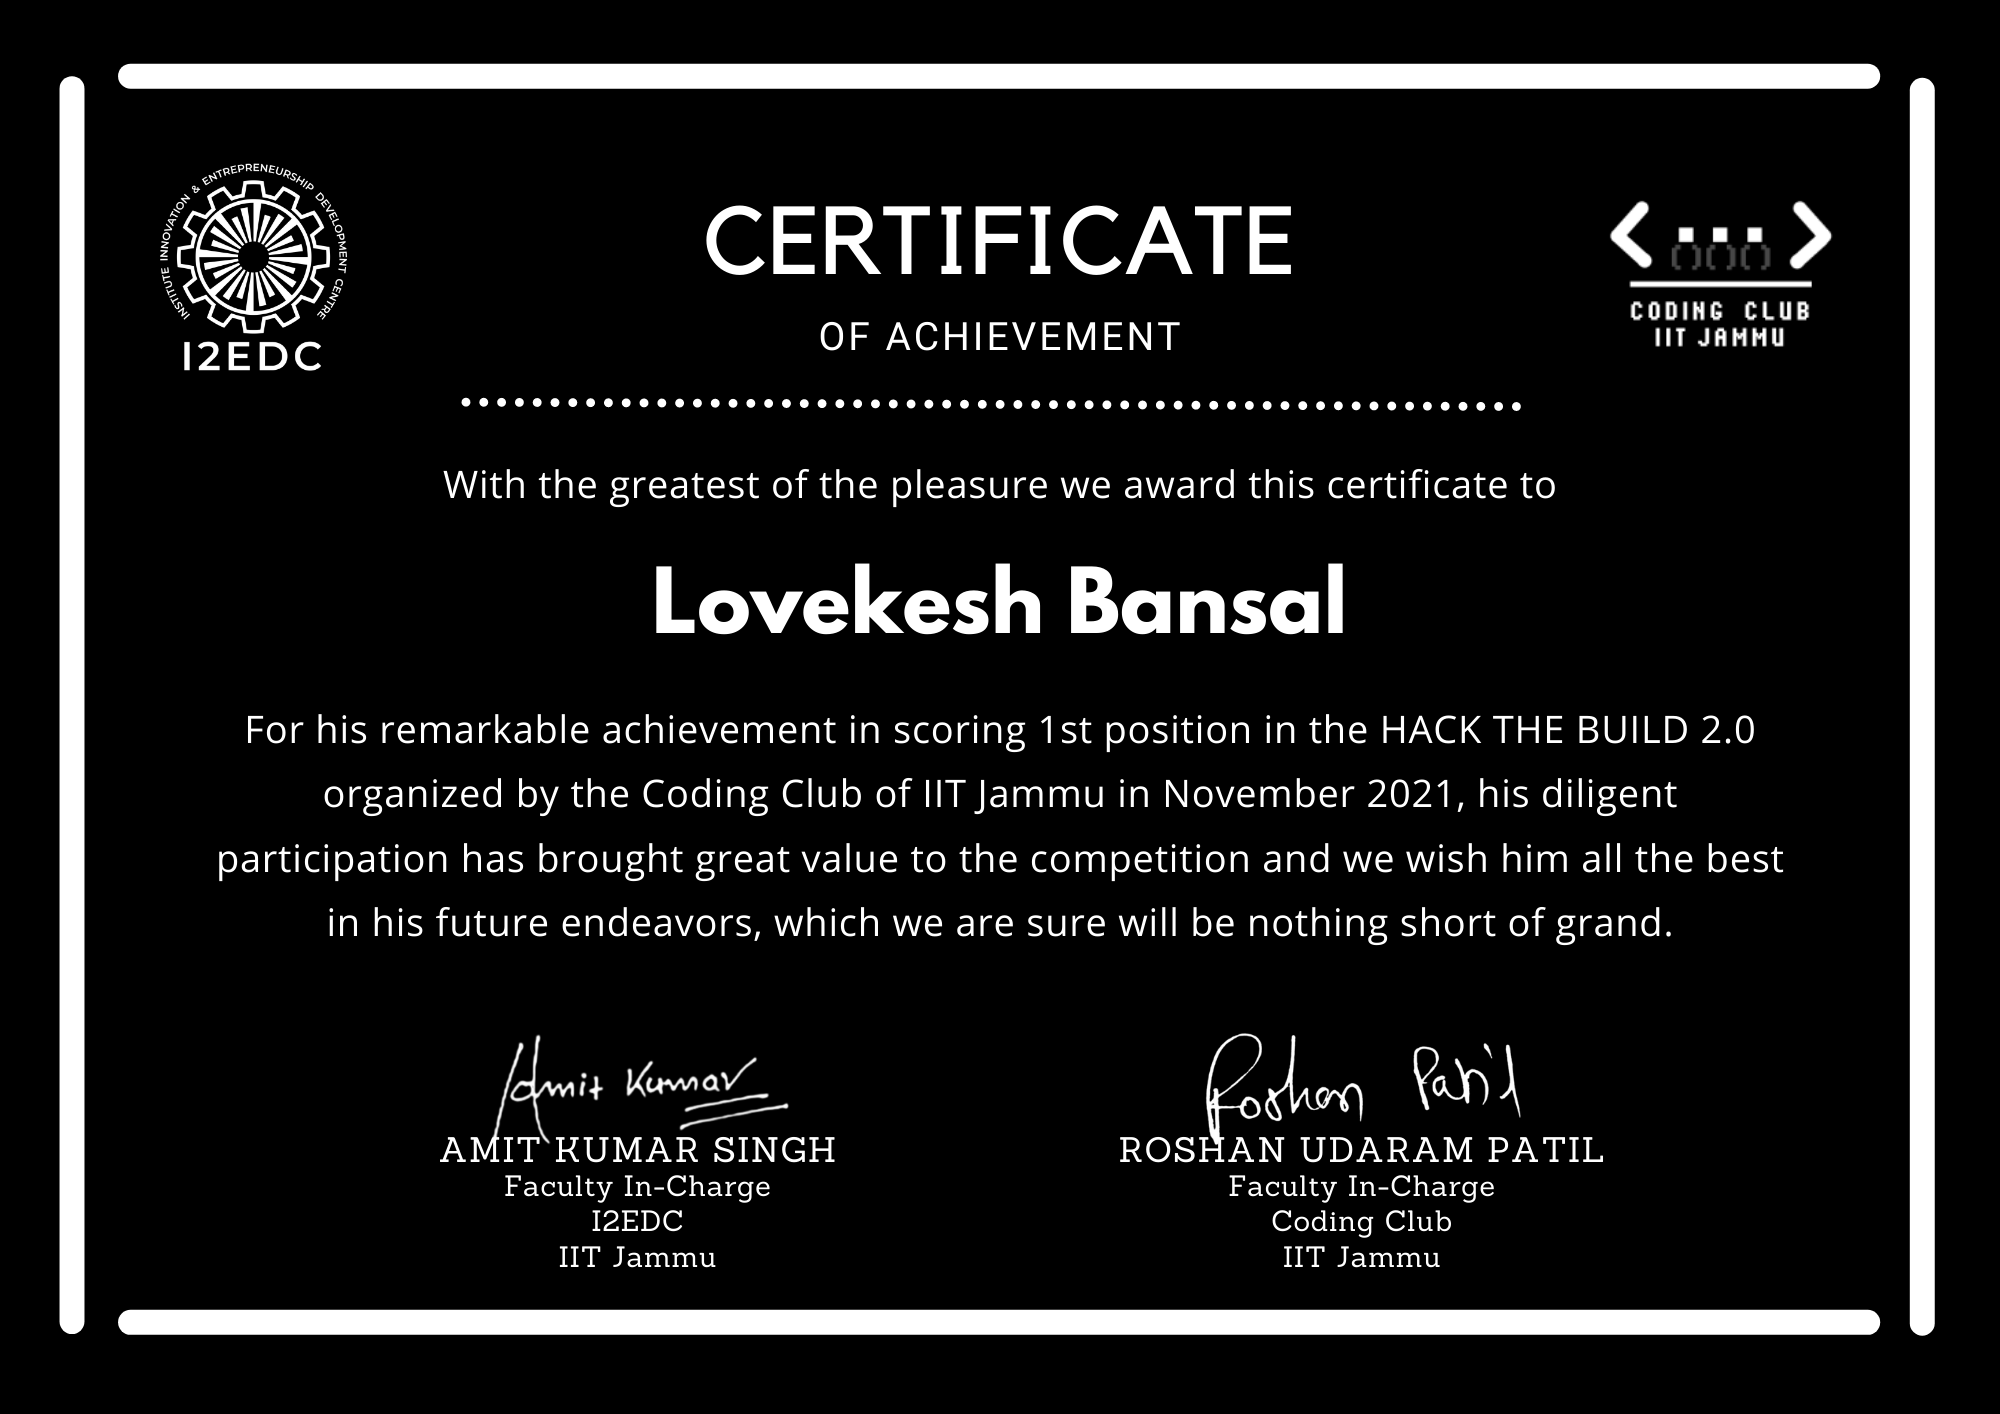 INSTITUTE INNOVATION & ENTREPRENEURSHIP DEVELOPMENT CENTRE
I2EDC
CERTIFICATE
OF ACHIEVEMENT
CODING CLUB
IIT JAMMU
With the greatest of the pleasure we award this certificate to
Lovekesh Bansal
For his remarkable achievement in scoring 1st position in the HACK THE BUILD 2.0
organized by the Coding Club of IIT Jammu in November 2021, his diligent
participation has brought great value to the competition and we wish him all the best
in his future endeavors, which we are sure will be nothing short of grand.
Amit Kumar
AMIT KUMAR SINGH
Faculty In-Charge
I2EDC
IIT Jammu
Roshan Patil
ROSHAN UDARAM PATIL
Faculty In-Charge
Coding Club
IIT Jammu